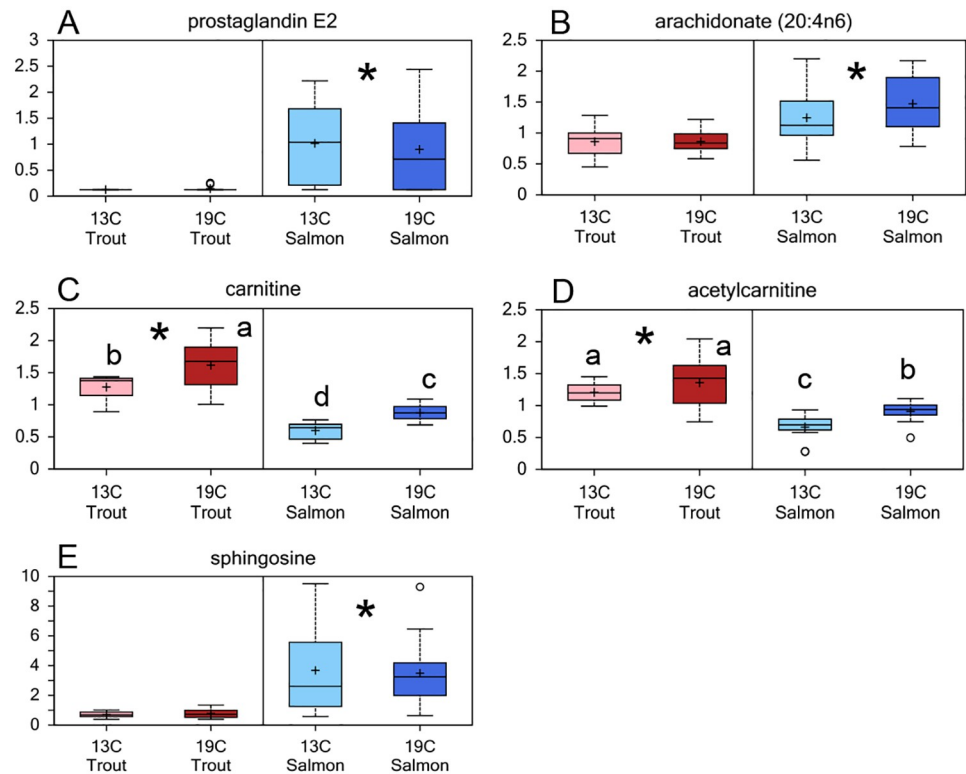 A
prostaglandin E2
3
2.5
2
1.5
1
0.5
0
*
13C
Trout
19C
Trout
13C
Salmon
19C
Salmon
B
arachidonate (20:4n6)
2.5
2
1.5
1
0.5
0
*
13C
Trout
19C
Trout
13C
Salmon
19C
Salmon
C
carnitine
2.5
2
1.5
1
0.5
0
b
*
a
d
c
13C
Trout
19C
Trout
13C
Salmon
19C
Salmon
D
acetylcarnitine
2.5
2
1.5
1
0.5
0
a
*
a
c
b
13C
Trout
19C
Trout
13C
Salmon
19C
Salmon
E
sphingosine
10
8
6
4
2
0
*
13C
Trout
19C
Trout
13C
Salmon
19C
Salmon